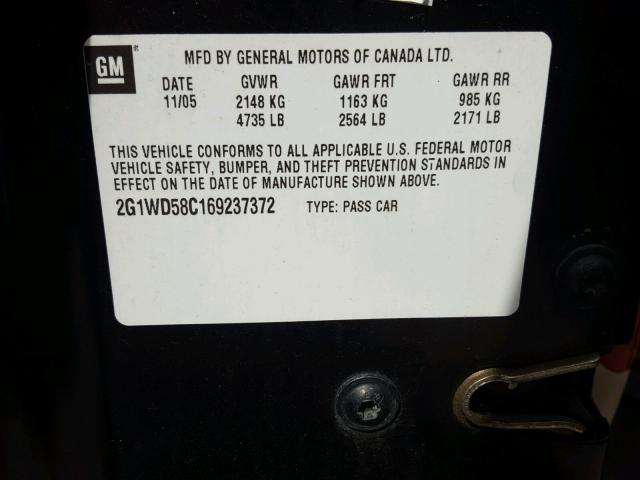 GM
MFD BY GENERAL MOTORS OF CANADA LTD.
DATE GVWR GAWR FRT GAWR RR
11/05 2148 KG 1163 KG 985 KG
4735 LB 2564 LB 2171 LB
THIS VEHICLE CONFORMS TO ALL APPLICABLE U.S. FEDERAL MOTOR
VEHICLE SAFETY, BUMPER, AND THEFT PREVENTION STANDARDS IN
EFFECT ON THE DATE OF MANUFACTURE SHOWN ABOVE.
2G1WD58C169237372 TYPE: PASS CAR